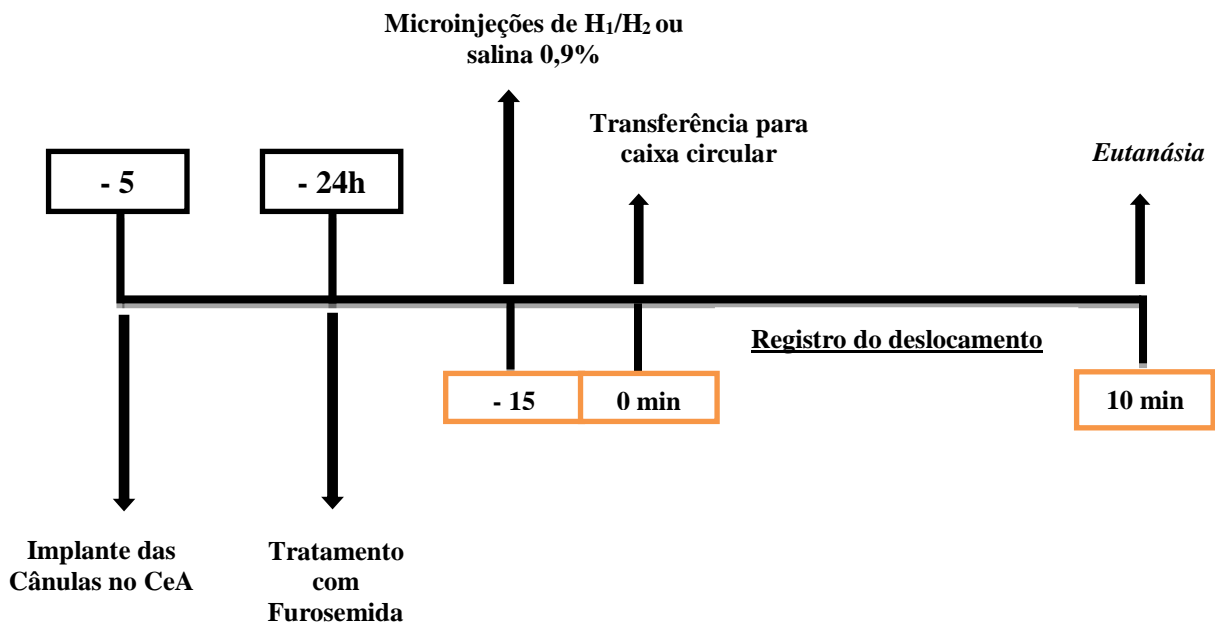 Microinjeções de H₁/H₂ ou
salina 0,9%
Transferência para
caixa circular
Eutanásia
- 5
- 24h
Registro do deslocamento
- 15
0 min
10 min
Implante das
Cânulas no CeA
Tratamento
com
Furosemida